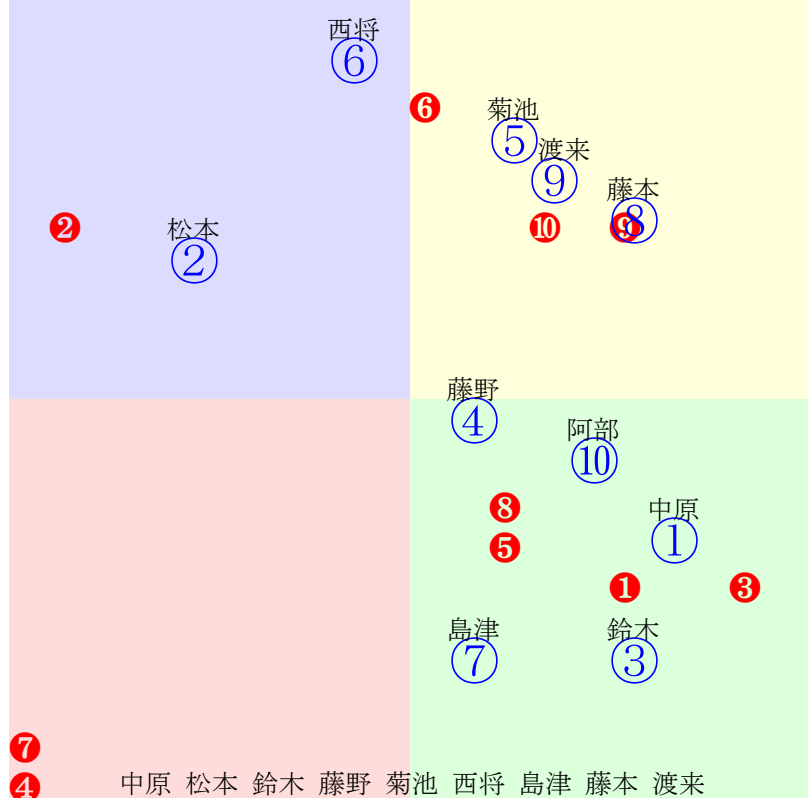 西将
⑥
❻
菊池
⑤
渡来
⑨
藤本
⑧
❷
松本
②
❿
❾
藤野
④
阿部
⑩
❽
中原
①
❺
❶
❸
島津
⑦
鈴木
③
❼
❹
中原 松本 鈴木 藤野 菊池 西将 島津 藤本 渡来